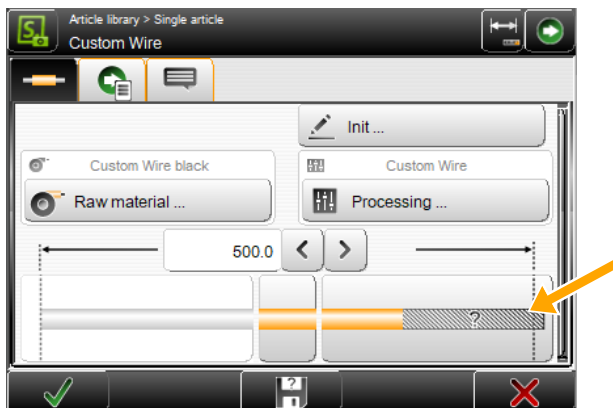 Article library > Single article
Custom Wire
Init ...
Custom Wire black
Custom Wire
Raw material ...
Processing ...
500.0
?
?